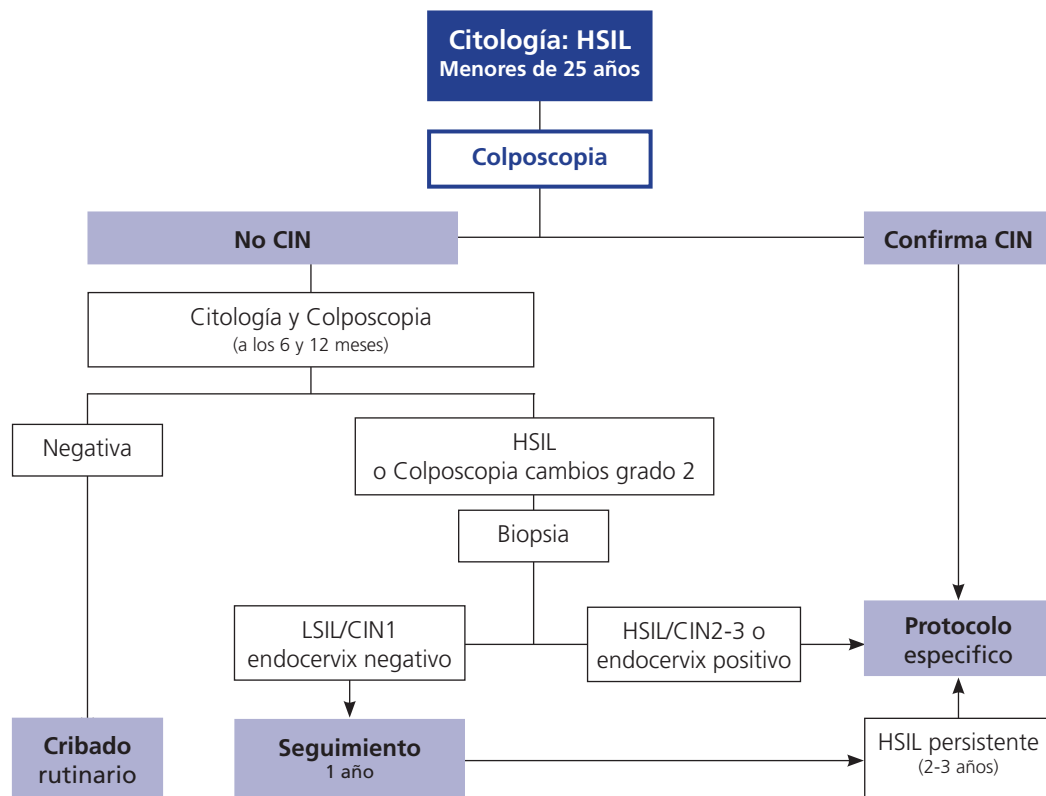 Citología: HSIL
Menores de 25 años
Colposcopia
No CIN
Confirma CIN
Citología y Colposcopia
(a los 6 y 12 meses)
Negativa
HSIL
o Colposcopia cambios grado 2
Biopsia
LSIL/CIN1
endocervix negativo
HSIL/CIN2-3 o
endocervix positivo
Protocolo
especifico
Cribado
rutinario
Seguimiento
1 año
HSIL persistente
(2-3 años)